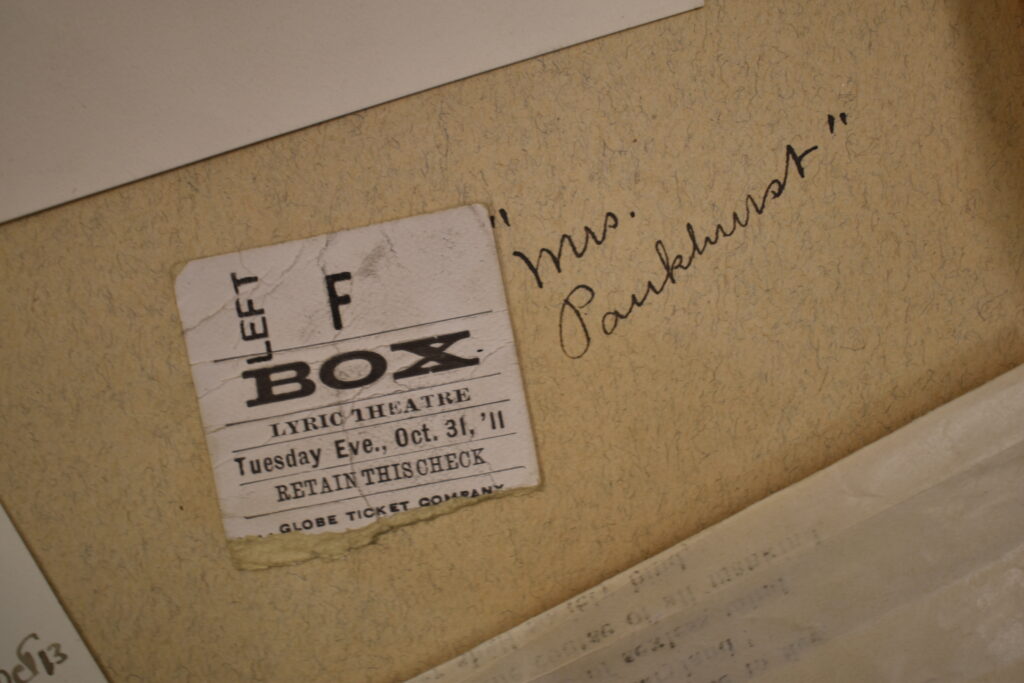 LEFT
F
BOX
LYRIC THEATRE
Tuesday Eve., Oct. 31, '11
RETAIN THIS CHECK
GLOBE TICKET COMPANY
"Mrs.
Pankhurst"